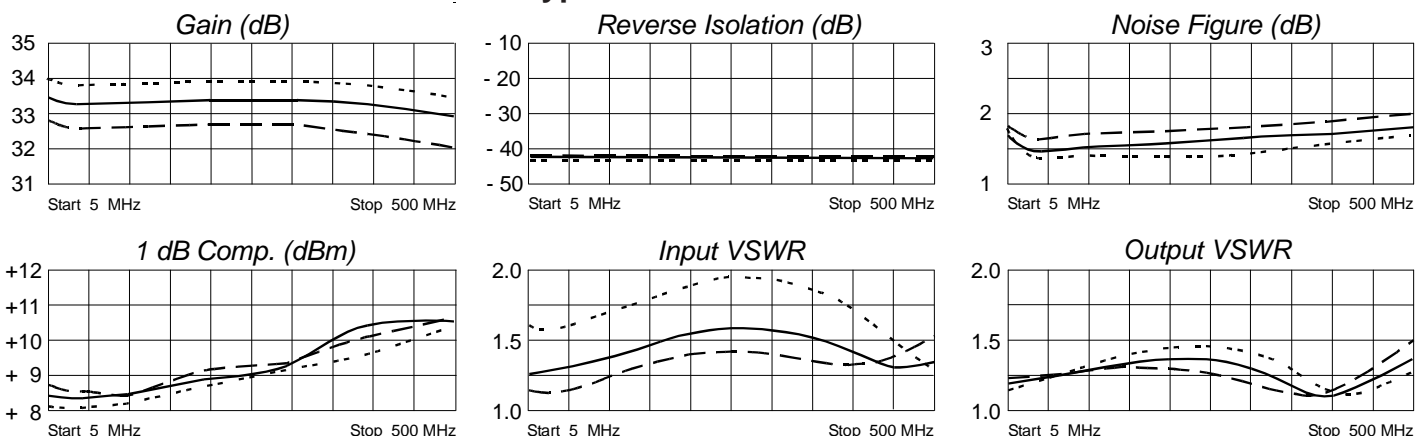 Gain (dB)
35
34
33
32
31
Start 5 MHz
Stop 500 MHz
Reverse Isolation (dB)
- 10
- 20
- 30
- 40
- 50
Start 5 MHz
Stop 500 MHz
Noise Figure (dB)
3
2
1
Start 5 MHz
Stop 500 MHz
1 dB Comp. (dBm)
+12
+11
+10
+ 9
+ 8
Start 5 MHz
Stop 500 MHz
Input VSWR
2.0
1.5
1.0
Start 5 MHz
Stop 500 MHz
Output VSWR
2.0
1.5
1.0
Start 5 MHz
Stop 500 MHz